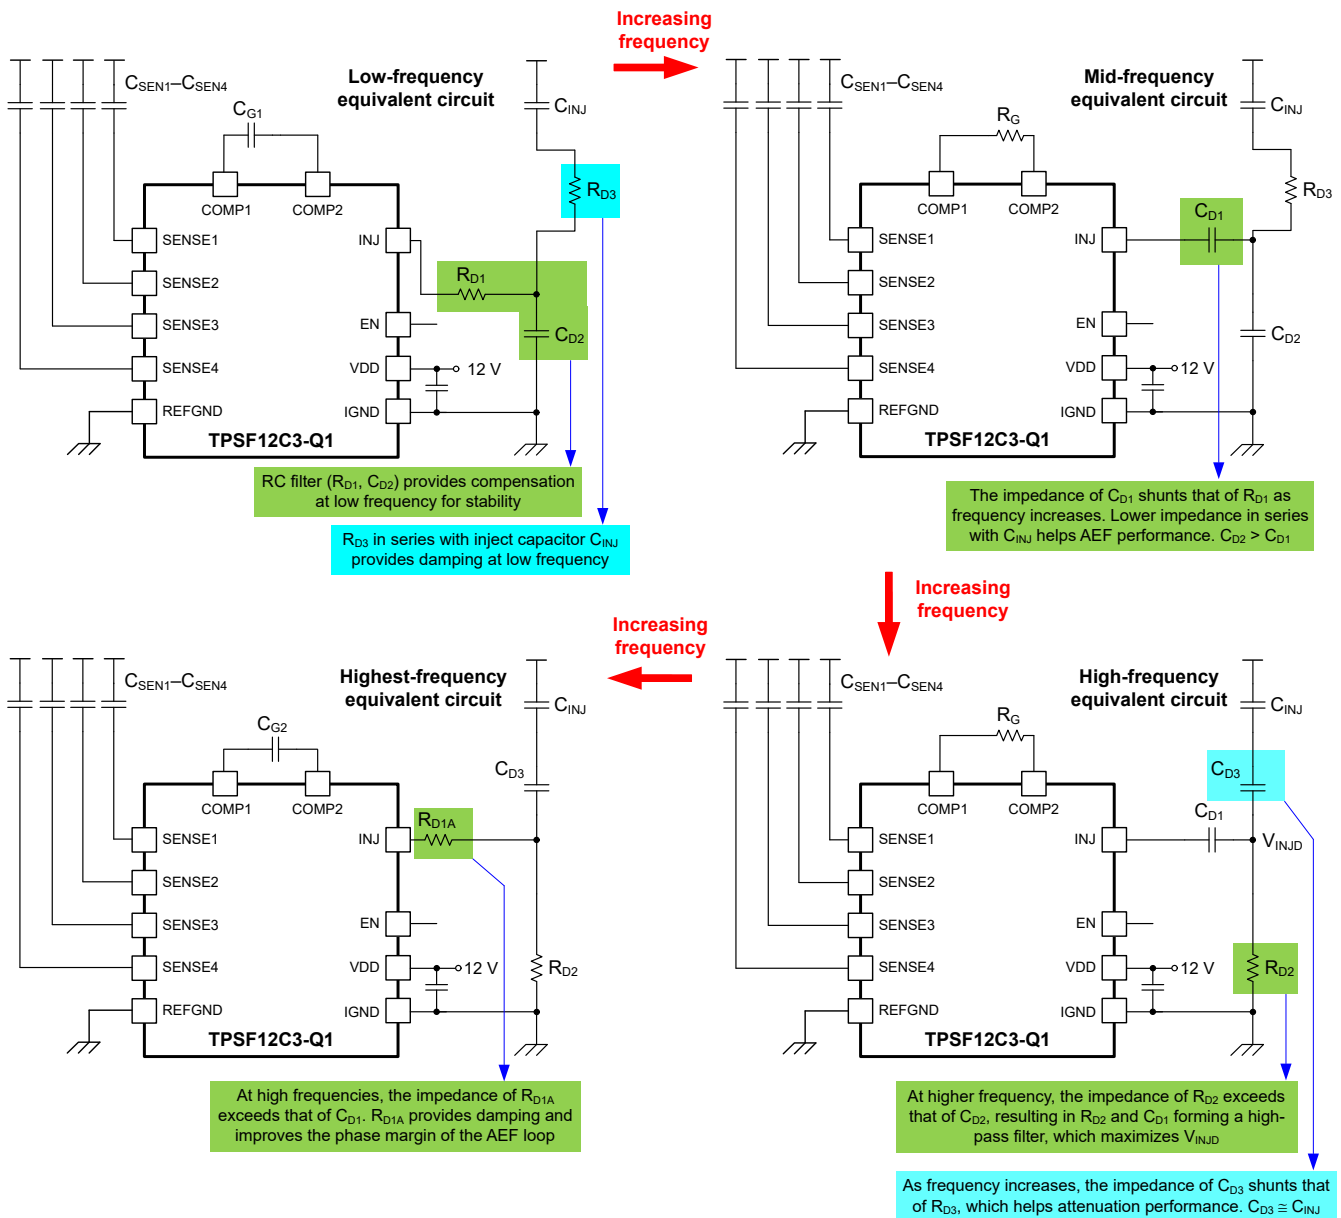 Increasing
frequency
CSEN1–CSEN4
Low-frequency
equivalent circuit
CINJ
CG1
RD3
COMP1
COMP2
SENSE1
SENSE2
SENSE3
SENSE4
REFGND
INJ
EN
VDD
IGND
RD1
CD2
12 V
TPSF12C3-Q1
RC filter (RD1, CD2) provides compensation
at low frequency for stability
RD3 in series with inject capacitor CINJ
provides damping at low frequency
CSEN1–CSEN4
Mid-frequency
equivalent circuit
CINJ
RG
RD3
COMP1
COMP2
CD1
SENSE1
SENSE2
SENSE3
SENSE4
REFGND
INJ
EN
VDD
IGND
CD2
12 V
TPSF12C3-Q1
The impedance of CD1 shunts that of RD1 as
frequency increases. Lower impedance in series
with CINJ helps AEF performance. CD2 > CD1
Increasing
frequency
Increasing
frequency
CSEN1–CSEN4
Highest-frequency
equivalent circuit
CINJ
CG2
CD3
COMP1
COMP2
RD1A
SENSE1
SENSE2
SENSE3
SENSE4
REFGND
INJ
EN
VDD
IGND
RD2
12 V
TPSF12C3-Q1
At high frequencies, the impedance of RD1A
exceeds that of CD1. RD1A provides damping and
improves the phase margin of the AEF loop
CSEN1–CSEN4
High-frequency
equivalent circuit
CINJ
RG
CD3
COMP1
COMP2
CD1
VINJD
SENSE1
SENSE2
SENSE3
SENSE4
REFGND
INJ
EN
VDD
IGND
RD2
12 V
TPSF12C3-Q1
At higher frequency, the impedance of RD2 exceeds
that of CD2, resulting in RD2 and CD1 forming a high-
pass filter, which maximizes VINJD
As frequency increases, the impedance of CD3 shunts that
of RD3, which helps attenuation performance. CD3 ≅ CINJ